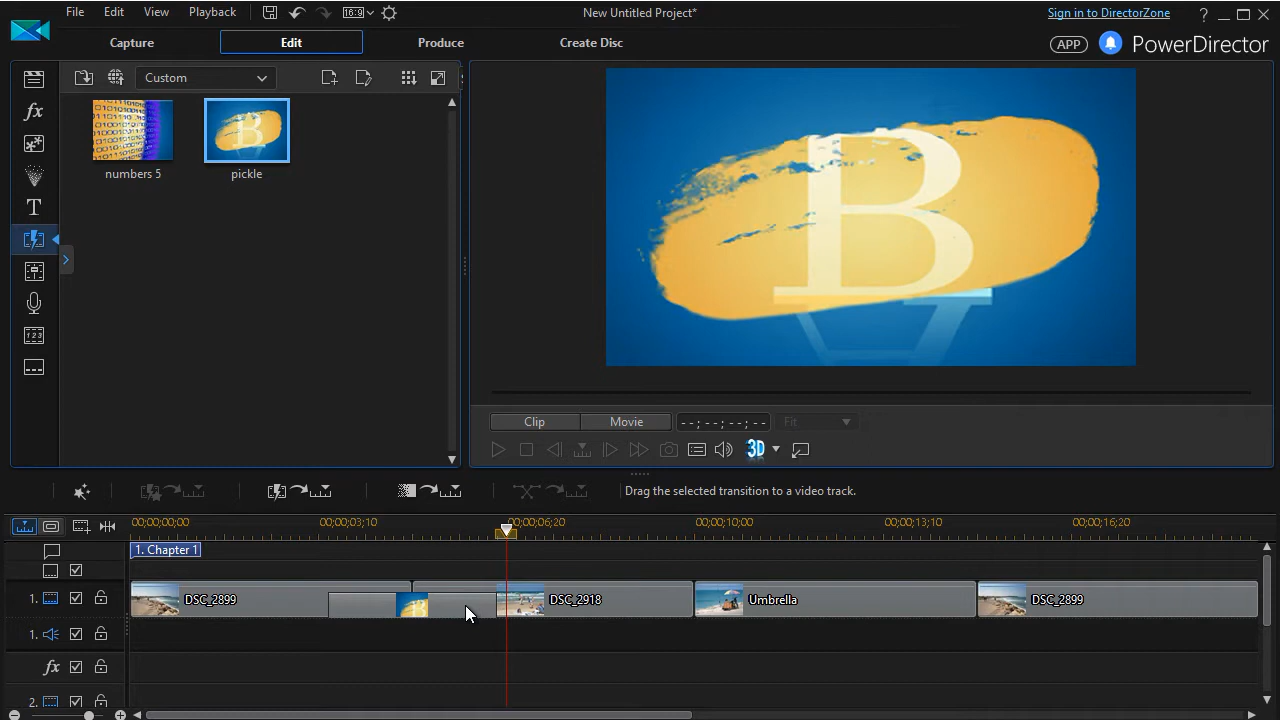 File Edit View Playback 16:9 New Untitled Project* Sign in to DirectorZone ?
Capture Edit Produce Create Disc APP PowerDirector
Custom
fx
T
numbers 5 pickle
B
Clip Movie --;--;--;-- Fit
3D
Drag the selected transition to a video track.
00;00;00;00 00;00;03;10 00;00;06;20 00;00;10;00 00;00;13;10 00;00;16;20
1. Chapter 1
1. DSC_2899 DSC_2918 Umbrella DSC_2899
1.
fx
2.